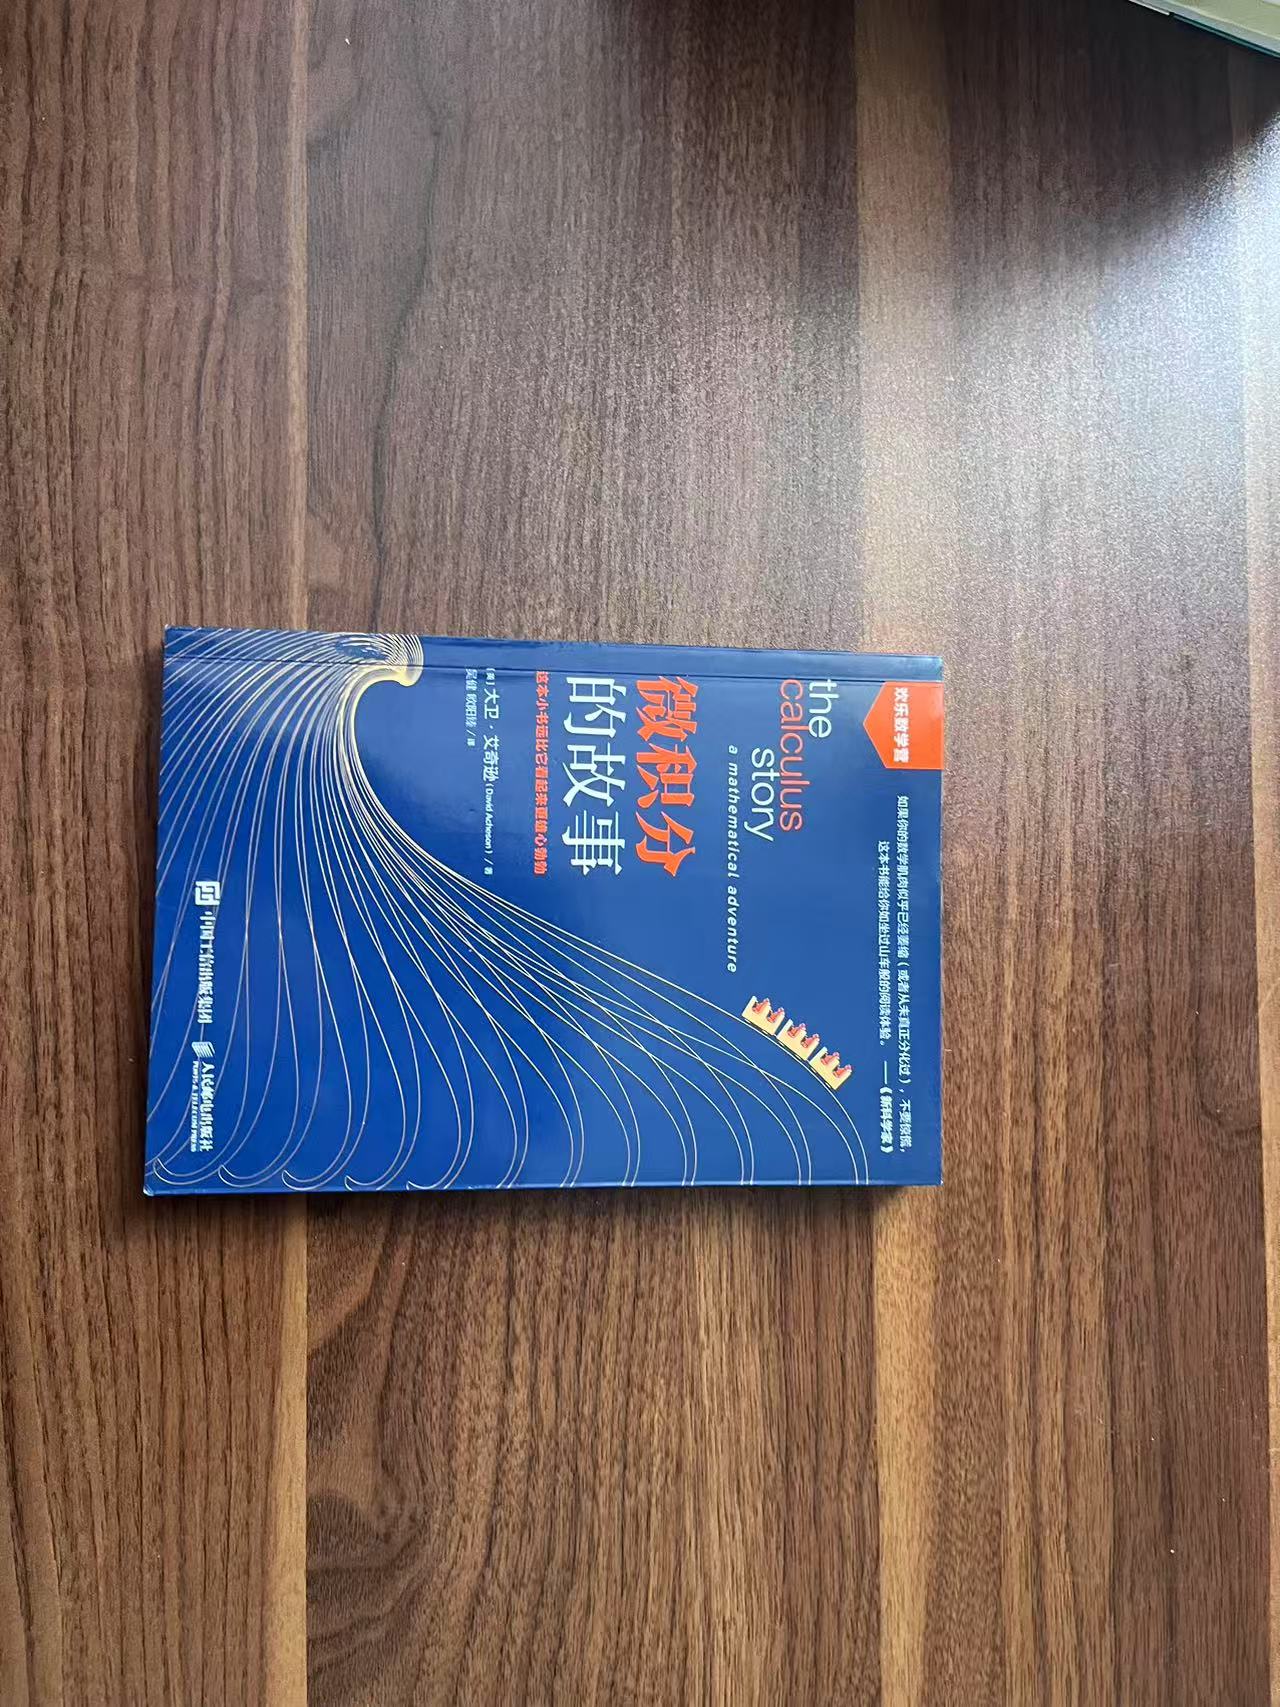 欢乐数学营
如果你的数学肌肉似乎已经萎缩（或者从未真正分化过），不要惊慌，
这本书能给你如坐过山车般的阅读体验。 ——《新科学家》
the
calculus
story
a mathematical adventure
微积分
的故事
这本小书远比它看起来更雄心勃勃
［英］大卫·艾奇逊（David Acheson）/ 著
吴健 欧阳臻 / 译
中国工信出版集团
人民邮电出版社
POSTS & TELECOM PRESS